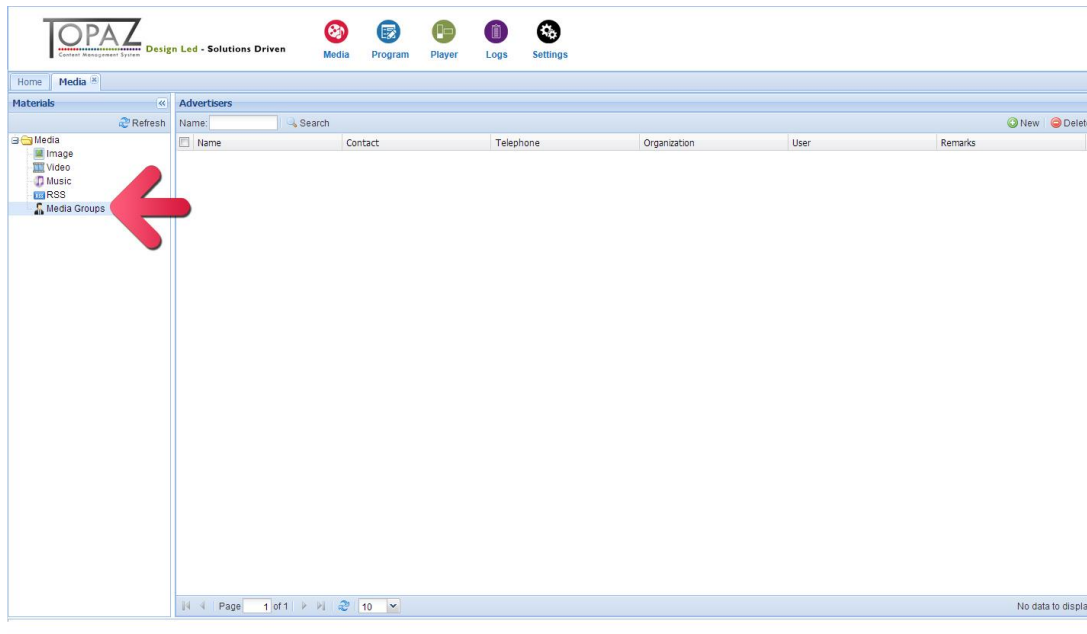 TOPAZ
Content Management System
Design Led - Solutions Driven
Media Program Player Logs Settings
Home Media
Materials
Advertisers
Refresh
Name: Search New Delet
Media
Name Contact Telephone Organization User Remarks
Image
Video
Music
RSS
Media Groups
Page 1 of 1 10 No data to displa